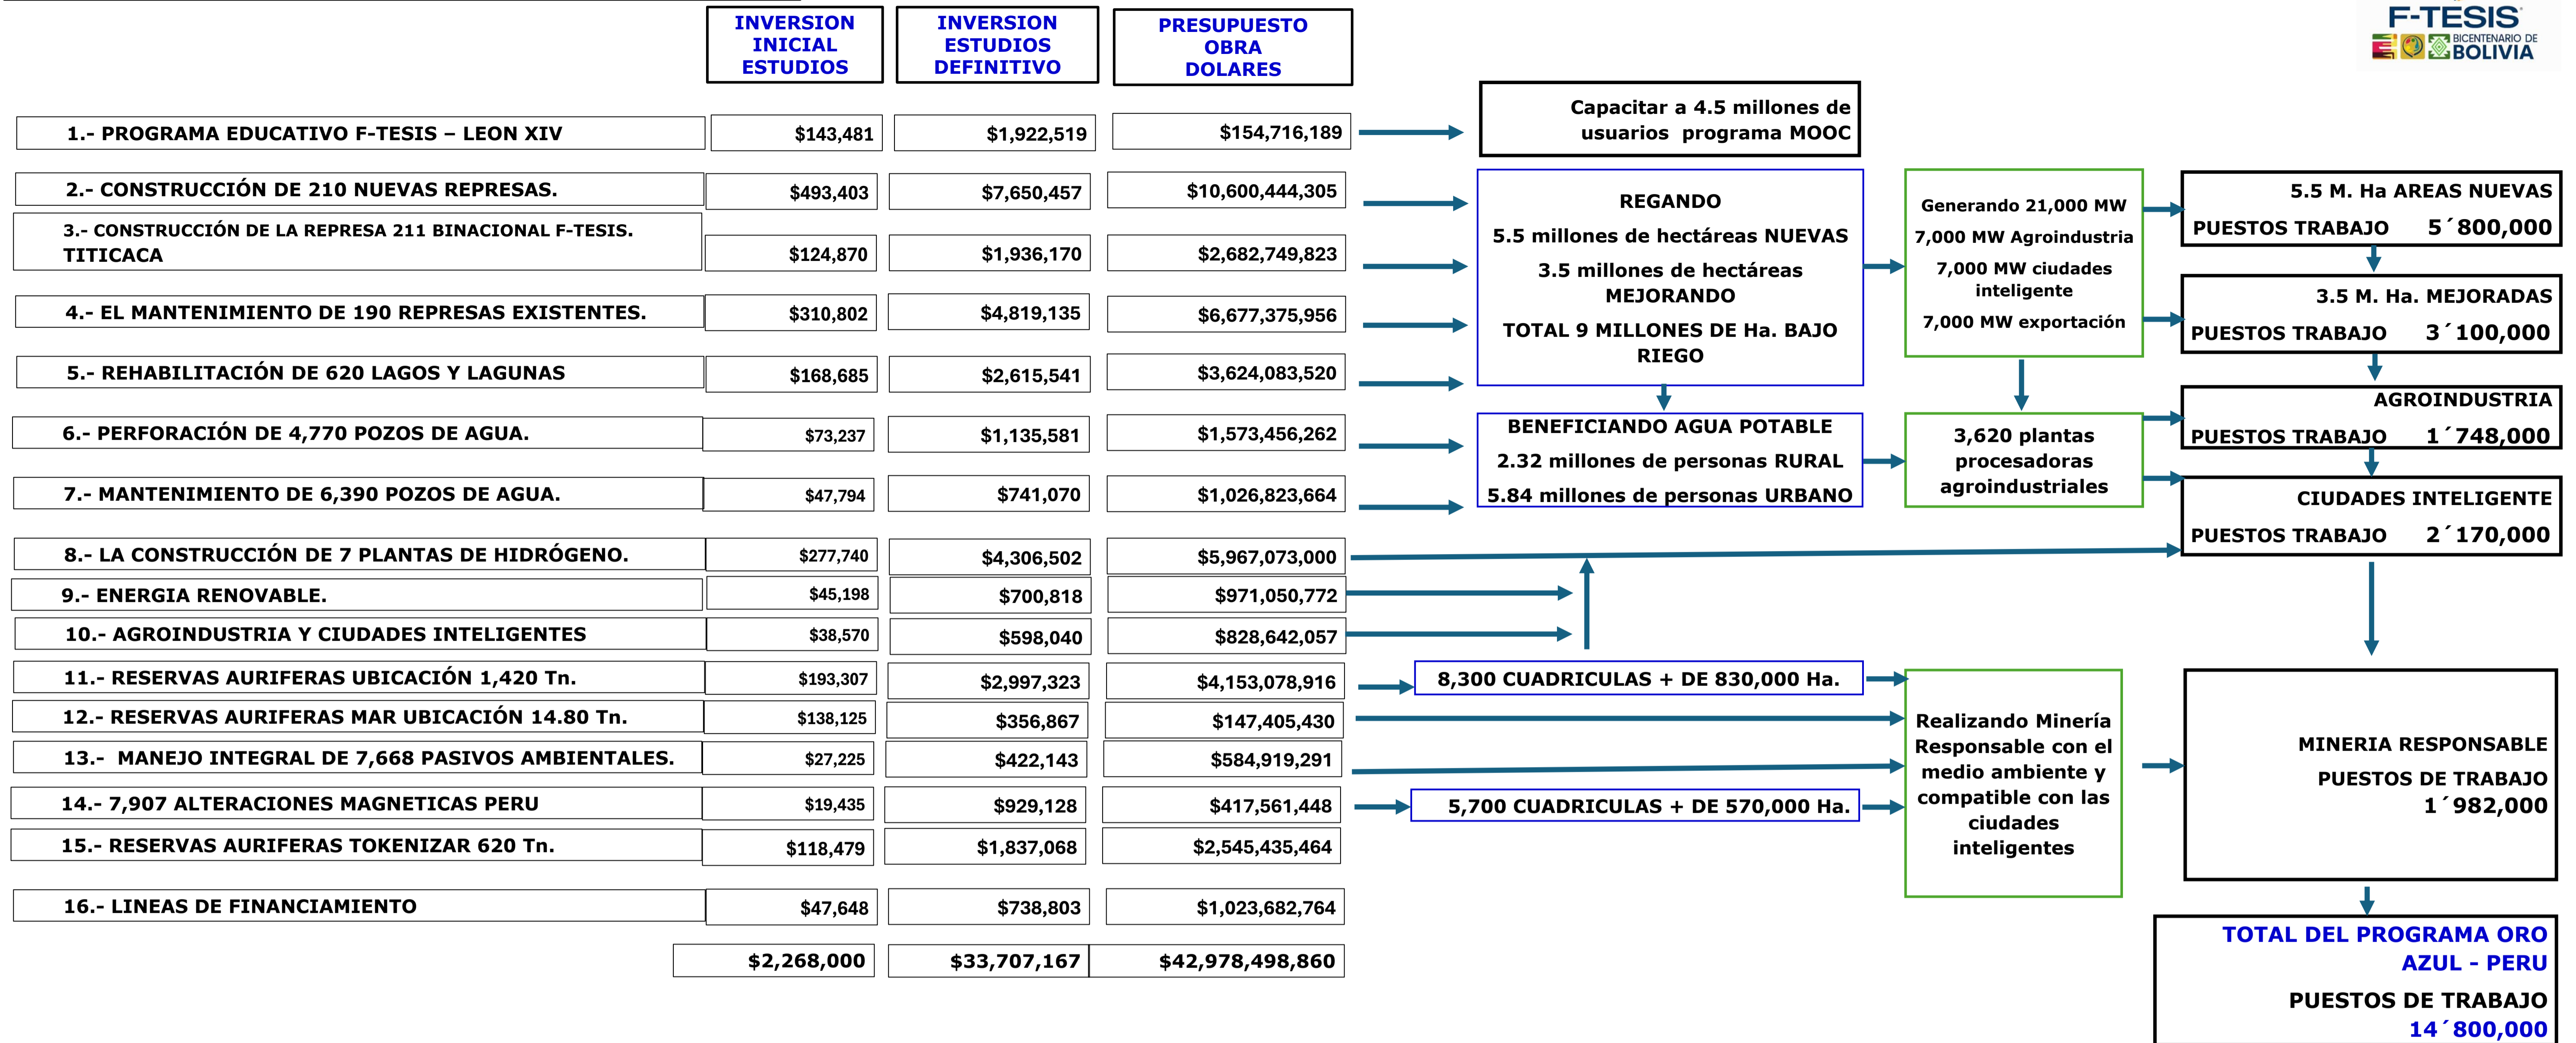 INVERSION
INICIAL
ESTUDIOS
INVERSION
ESTUDIOS
DEFINITIVO
PRESUPUESTO
OBRA
DOLARES
F-TESIS
BICENTENARIO DE
BOLIVIA
1.- PROGRAMA EDUCATIVO F-TESIS – LEON XIV
$143,481
$1,922,519
$154,716,189
Capacitar a 4.5 millones de
usuarios programa MOOC
2.- CONSTRUCCIÓN DE 210 NUEVAS REPRESAS.
$493,403
$7,650,457
$10,600,444,305
3.- CONSTRUCCIÓN DE LA REPRESA 211 BINACIONAL F-TESIS.
TITICACA
$124,870
$1,936,170
$2,682,749,823
4.- EL MANTENIMIENTO DE 190 REPRESAS EXISTENTES.
$310,802
$4,819,135
$6,677,375,956
5.- REHABILITACIÓN DE 620 LAGOS Y LAGUNAS
$168,685
$2,615,541
$3,624,083,520
REGANDO
5.5 millones de hectáreas NUEVAS
3.5 millones de hectáreas
MEJORANDO
TOTAL 9 MILLONES DE Ha. BAJO
RIEGO
Generando 21,000 MW
7,000 MW Agroindustria
7,000 MW ciudades
inteligente
7,000 MW exportación
5.5 M. Ha AREAS NUEVAS
PUESTOS TRABAJO 5´800,000
3.5 M. Ha. MEJORADAS
PUESTOS TRABAJO 3´100,000
6.- PERFORACIÓN DE 4,770 POZOS DE AGUA.
$73,237
$1,135,581
$1,573,456,262
7.- MANTENIMIENTO DE 6,390 POZOS DE AGUA.
$47,794
$741,070
$1,026,823,664
BENEFICIANDO AGUA POTABLE
2.32 millones de personas RURAL
5.84 millones de personas URBANO
3,620 plantas
procesadoras
agroindustriales
AGROINDUSTRIA
PUESTOS TRABAJO 1´748,000
CIUDADES INTELIGENTE
PUESTOS TRABAJO 2´170,000
8.- LA CONSTRUCCIÓN DE 7 PLANTAS DE HIDRÓGENO.
$277,740
$4,306,502
$5,967,073,000
9.- ENERGIA RENOVABLE.
$45,198
$700,818
$971,050,772
10.- AGROINDUSTRIA Y CIUDADES INTELIGENTES
$38,570
$598,040
$828,642,057
11.- RESERVAS AURIFERAS UBICACIÓN 1,420 Tn.
$193,307
$2,997,323
$4,153,078,916
8,300 CUADRICULAS + DE 830,000 Ha.
12.- RESERVAS AURIFERAS MAR UBICACIÓN 14.80 Tn.
$138,125
$356,867
$147,405,430
13.- MANEJO INTEGRAL DE 7,668 PASIVOS AMBIENTALES.
$27,225
$422,143
$584,919,291
14.- 7,907 ALTERACIONES MAGNETICAS PERU
$19,435
$929,128
$417,561,448
5,700 CUADRICULAS + DE 570,000 Ha.
15.- RESERVAS AURIFERAS TOKENIZAR 620 Tn.
$118,479
$1,837,068
$2,545,435,464
Realizando Minería
Responsable con el
medio ambiente y
compatible con las
ciudades
inteligentes
MINERIA RESPONSABLE
PUESTOS DE TRABAJO
1´982,000
16.- LINEAS DE FINANCIAMIENTO
$47,648
$738,803
$1,023,682,764
$2,268,000
$33,707,167
$42,978,498,860
TOTAL DEL PROGRAMA ORO
AZUL - PERU
PUESTOS DE TRABAJO
14´800,000